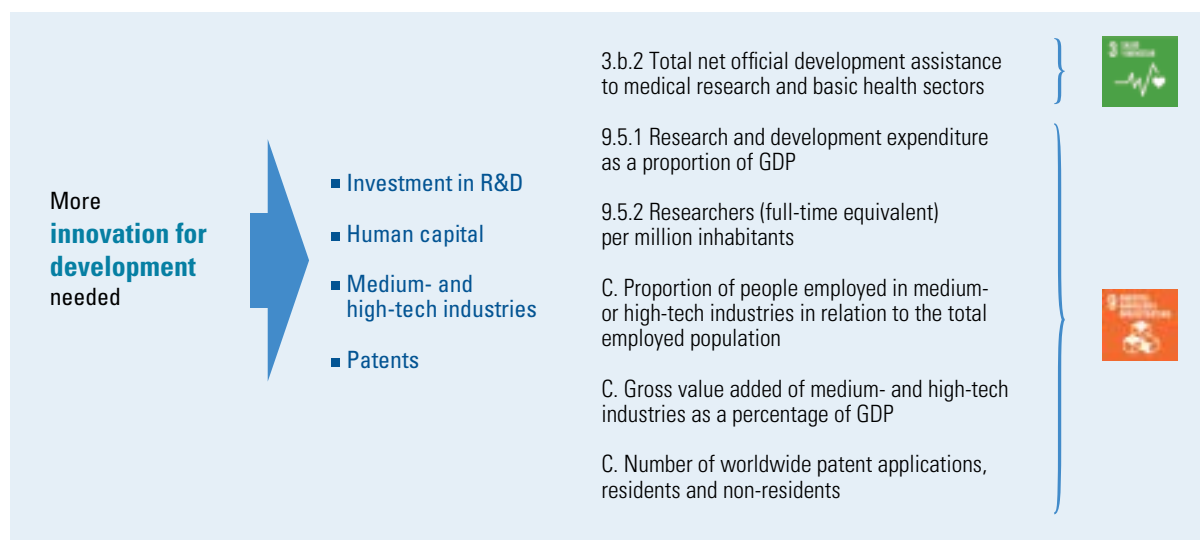 More
innovation for
development
needed
■ Investment in R&D
■ Human capital
■ Medium- and
high-tech industries
■ Patents
3.b.2 Total net official development assistance
to medical research and basic health sectors
9.5.1 Research and development expenditure
as a proportion of GDP
9.5.2 Researchers (full-time equivalent)
per million inhabitants
C. Proportion of people employed in medium-
or high-tech industries in relation to the total
employed population
C. Gross value added of medium- and high-tech
industries as a percentage of GDP
C. Number of worldwide patent applications,
residents and non-residents
3
9